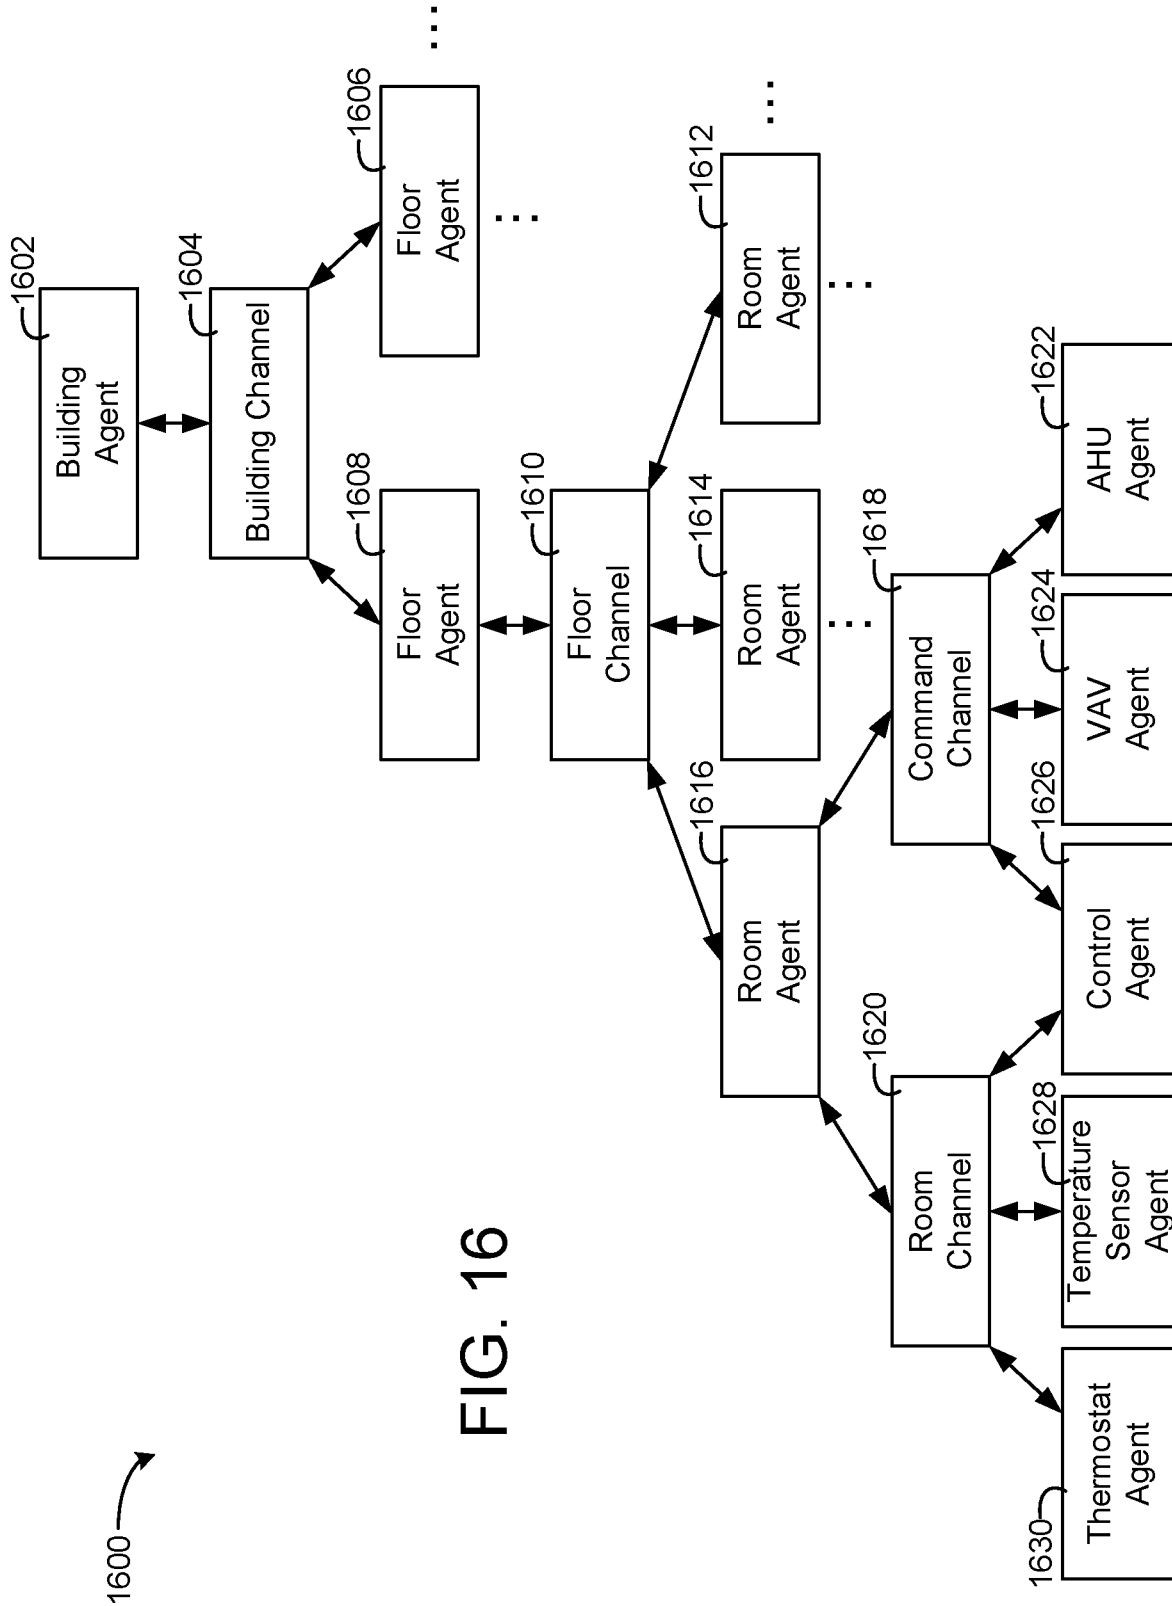 1600
1602
Building
Agent
1604
Building Channel
1608
Floor
Agent
1606
Floor
Agent
...
...
1610
Floor
Channel
1616
Room
Agent
1614
Room
Agent
...
1612
Room
Agent
...
...
1620
Room
Channel
1618
Command
Channel
1630
Thermostat
Agent
1628
Temperature
Sensor
Agent
1626
Control
Agent
1624
VAV
Agent
1622
AHU
Agent
FIG. 16